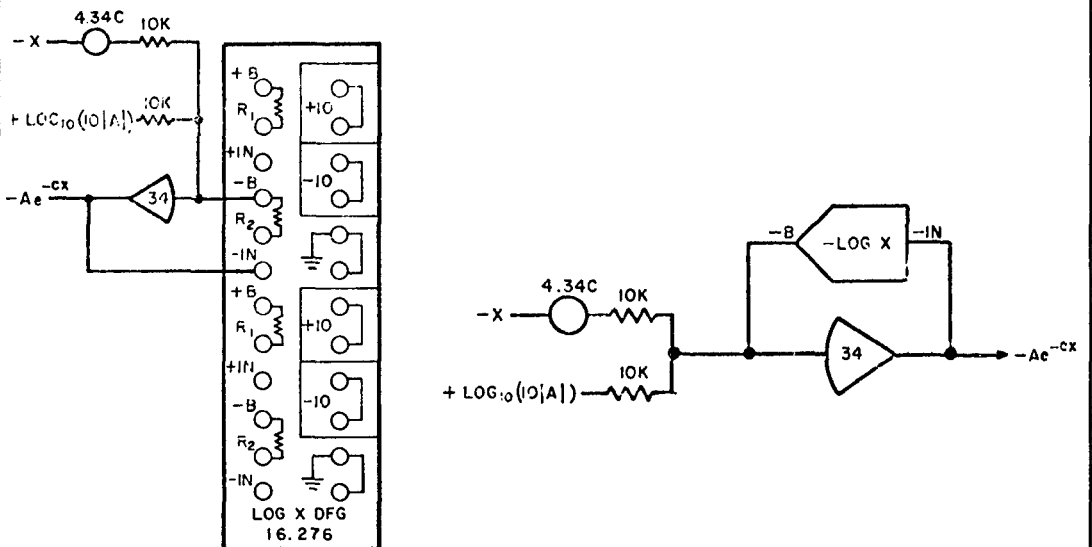 4.34C
10K
-X
+B
R1
+10
+ LOG10(10|A|)
10K
+IN
-B
-10
-Ae-cx
34
R2
-IN
+B
R1
+10
+IN
-B
-10
R2
-IN
LOG X DFG
16.276
-B
-LOG X
-IN
4.34C
10K
-X
34
-Ae-cx
10K
+ LOG10(10|A|)